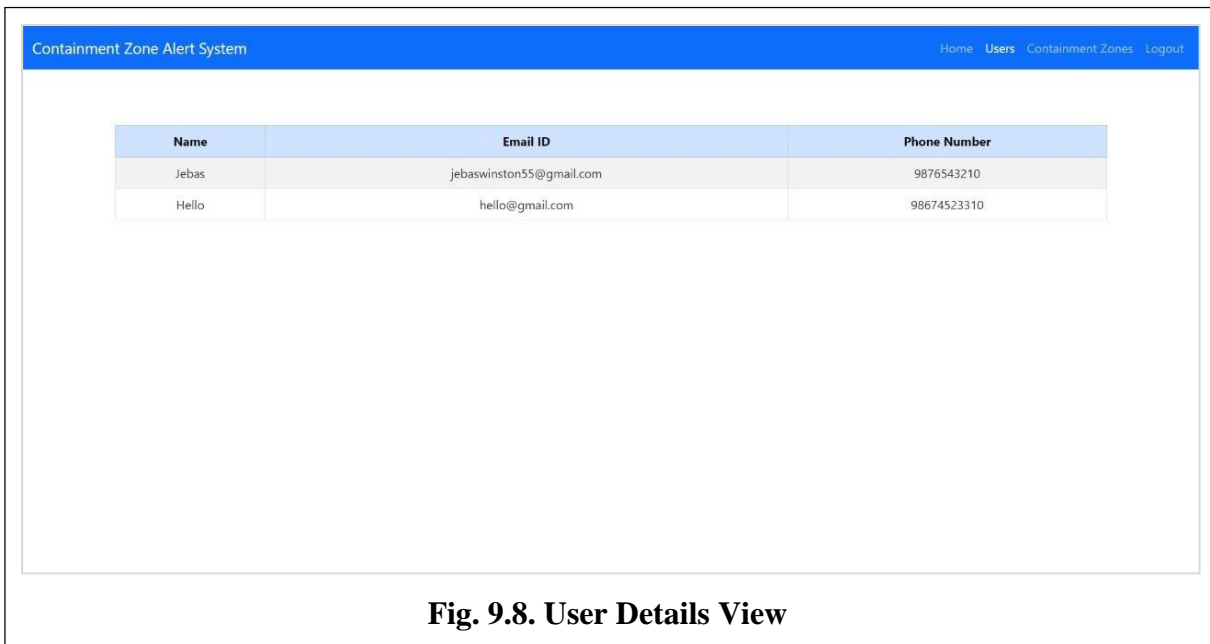 Containment Zone Alert System Home Users Containment Zones Logout
Name Email ID Phone Number
Jebas jebaswinston55@gmail.com 9876543210
Hello hello@gmail.com 98674523310
Fig. 9.8. User Details View